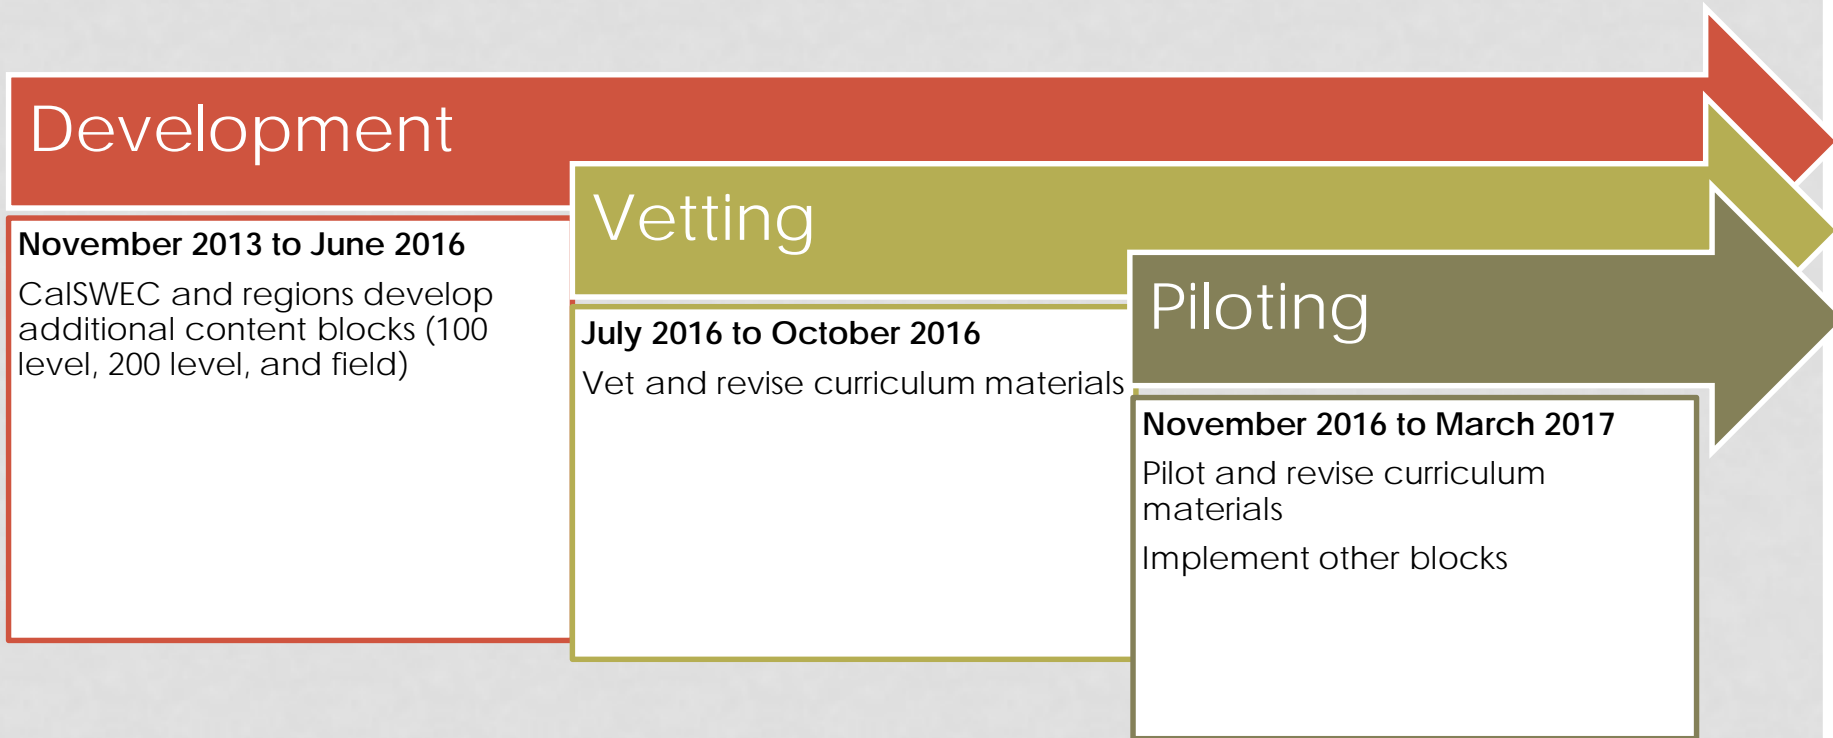 Development
November 2013 to June 2016
CalSWEC and regions develop
additional content blocks (100
level, 200 level, and field)
Vetting
July 2016 to October 2016
Vet and revise curriculum materials
Piloting
November 2016 to March 2017
Pilot and revise curriculum
materials
Implement other blocks